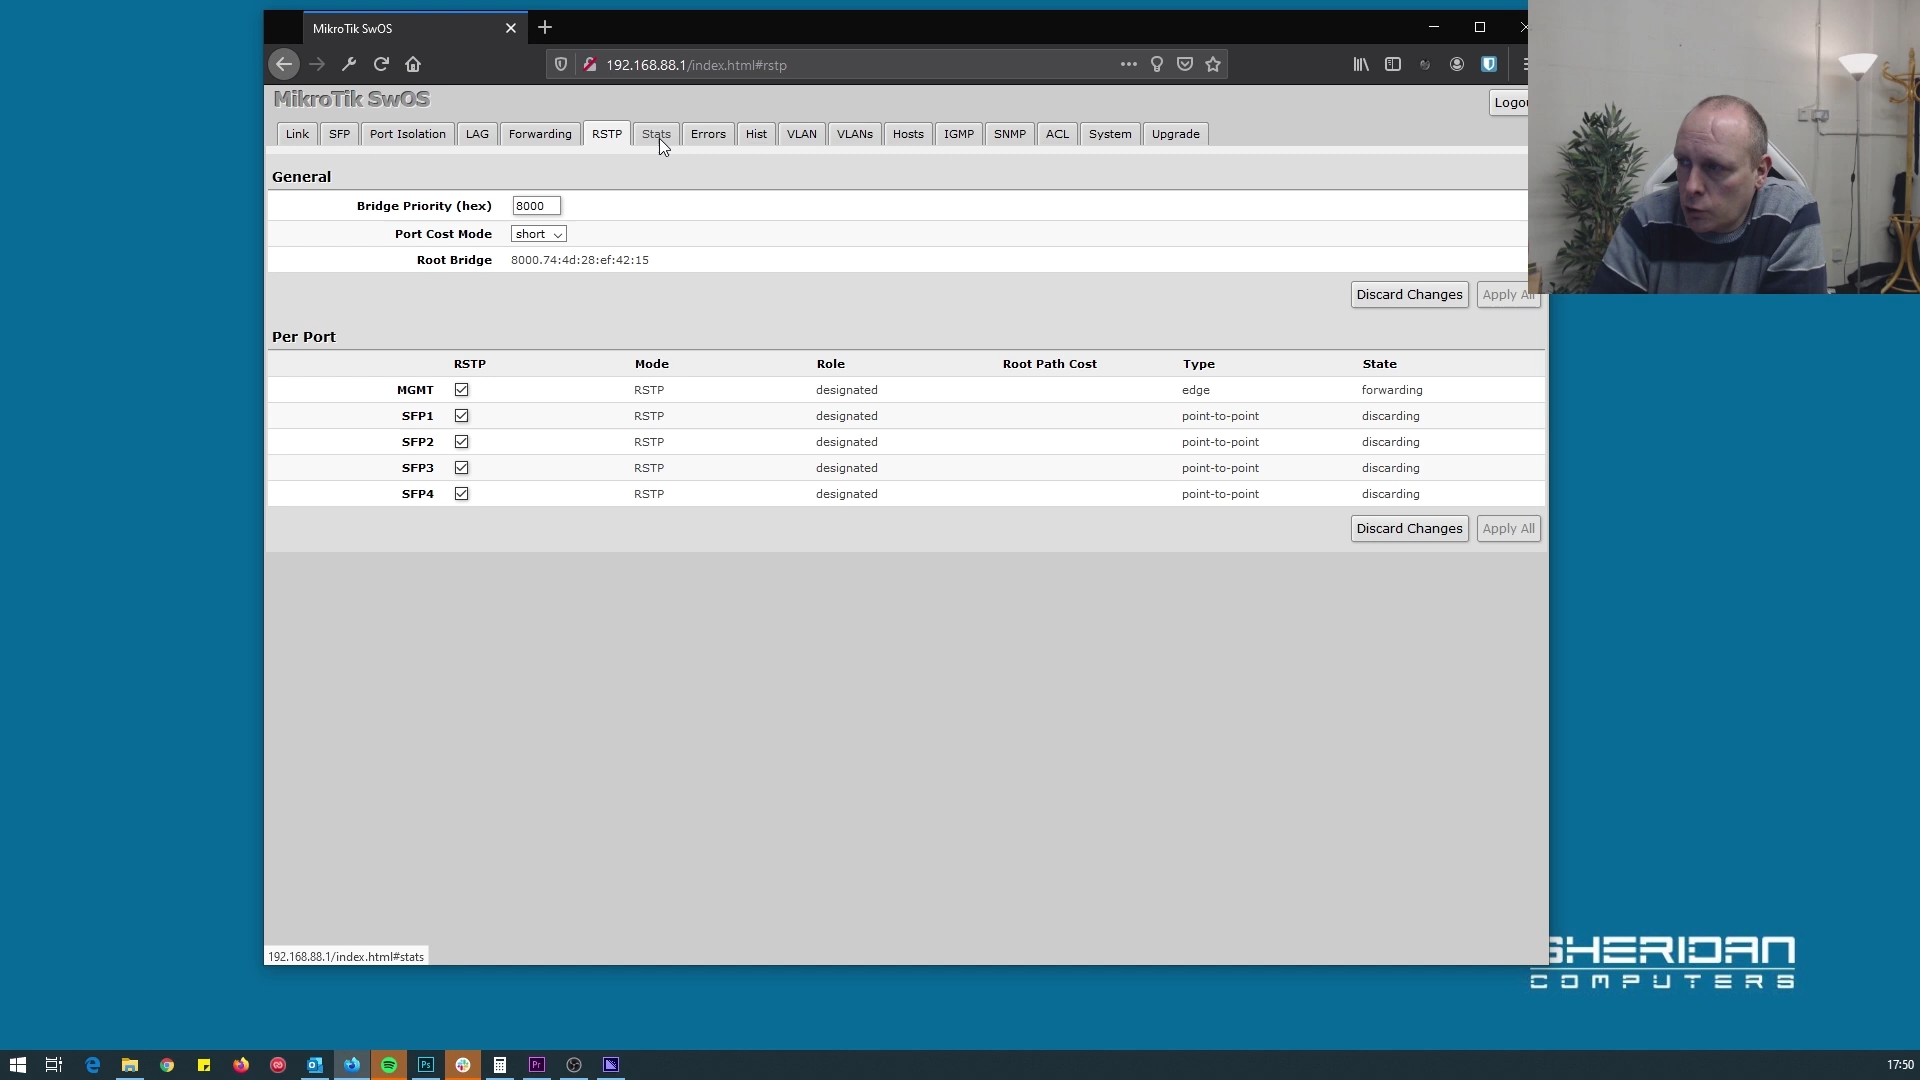 MikroTik SwOS
192.168.88.1/index.html#rstp
MikroTik SwOS
Logou
Link SFP Port Isolation LAG Forwarding RSTP Stats Errors Hist VLAN VLANs Hosts IGMP SNMP ACL System Upgrade
General
Bridge Priority (hex) 8000
Port Cost Mode short
Root Bridge 8000.74:4d:28:ef:42:15
Discard Changes Apply All
Per Port
RSTP Mode Role Root Path Cost Type State
MGMT RSTP designated edge forwarding
SFP1 RSTP designated point-to-point discarding
SFP2 RSTP designated point-to-point discarding
SFP3 RSTP designated point-to-point discarding
SFP4 RSTP designated point-to-point discarding
Discard Changes Apply All
192.168.88.1/index.html#stats
SHERIDAN
COMPUTERS
Ps
Pr
17:50